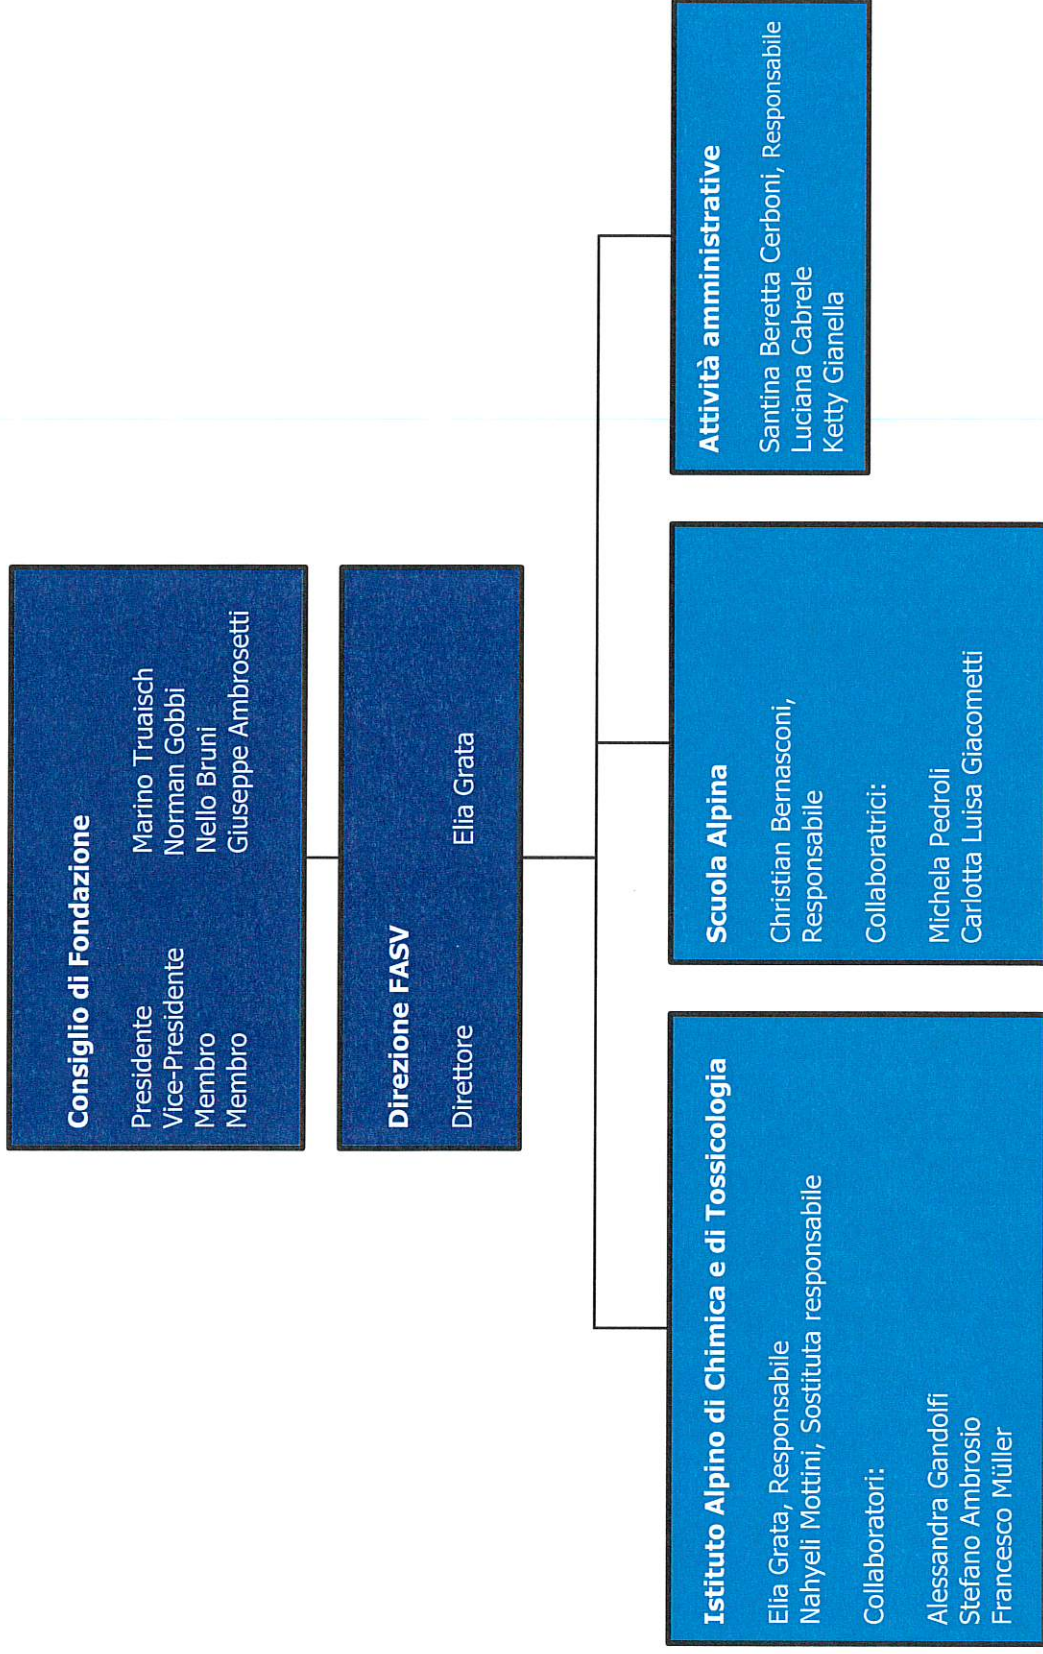 Consiglio di Fondazione
Presidente Marino Truaisch
Vice-Presidente Norman Gobbi
Membro Nello Bruni
Membro Giuseppe Ambrosetti
Direzione FASV
Direttore Elia Grata
Istituto Alpino di Chimica e di Tossicologia
Elia Grata, Responsabile
Nahyeli Mottini, Sostituta responsabile
Collaboratori:
Alessandra Gandolfi
Stefano Ambrosio
Francesco Müller
Scuola Alpina
Christian Bernasconi,
Responsabile
Collaboratrici:
Michela Pedroli
Carlotta Luisa Giacometti
Attività amministrative
Santina Beretta Cerboni, Responsabile
Luciana Cabrele
Ketty Gianella